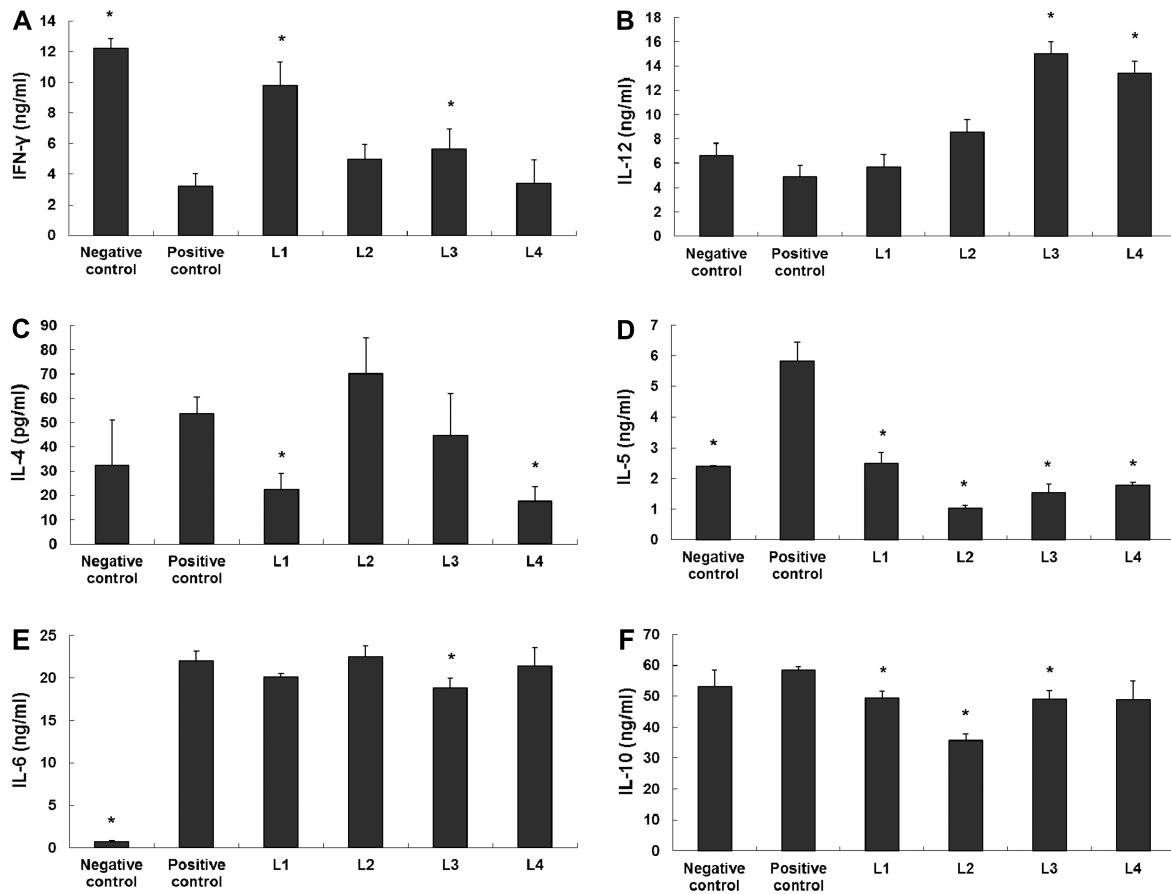 A
IFN-γ (ng/ml)
14
12
10
8
6
4
2
0
*
*
*
Negative control
Positive control
L1
L2
L3
L4
B
IL-12 (ng/ml)
18
16
14
12
10
8
6
4
2
0
*
*
Negative control
Positive control
L1
L2
L3
L4
C
IL-4 (pg/ml)
90
80
70
60
50
40
30
20
10
0
*
*
Negative control
Positive control
L1
L2
L3
L4
D
IL-5 (ng/ml)
7
6
5
4
3
2
1
0
*
*
*
*
*
Negative control
Positive control
L1
L2
L3
L4
E
IL-6 (ng/ml)
25
20
15
10
5
0
*
*
Negative control
Positive control
L1
L2
L3
L4
F
IL-10 (ng/ml)
70
60
50
40
30
20
10
0
*
*
*
Negative control
Positive control
L1
L2
L3
L4